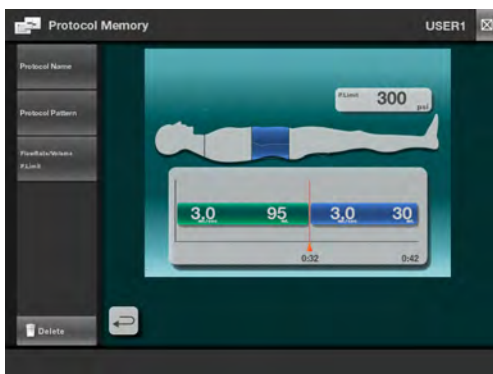 Protocol Memory
USER1
Protocol Name
Protocol Pattern
FlowRate/Volume
P.Limit
P.Limit
300
psi
3.0
95
3.0
30
0:32
0:42
Delete